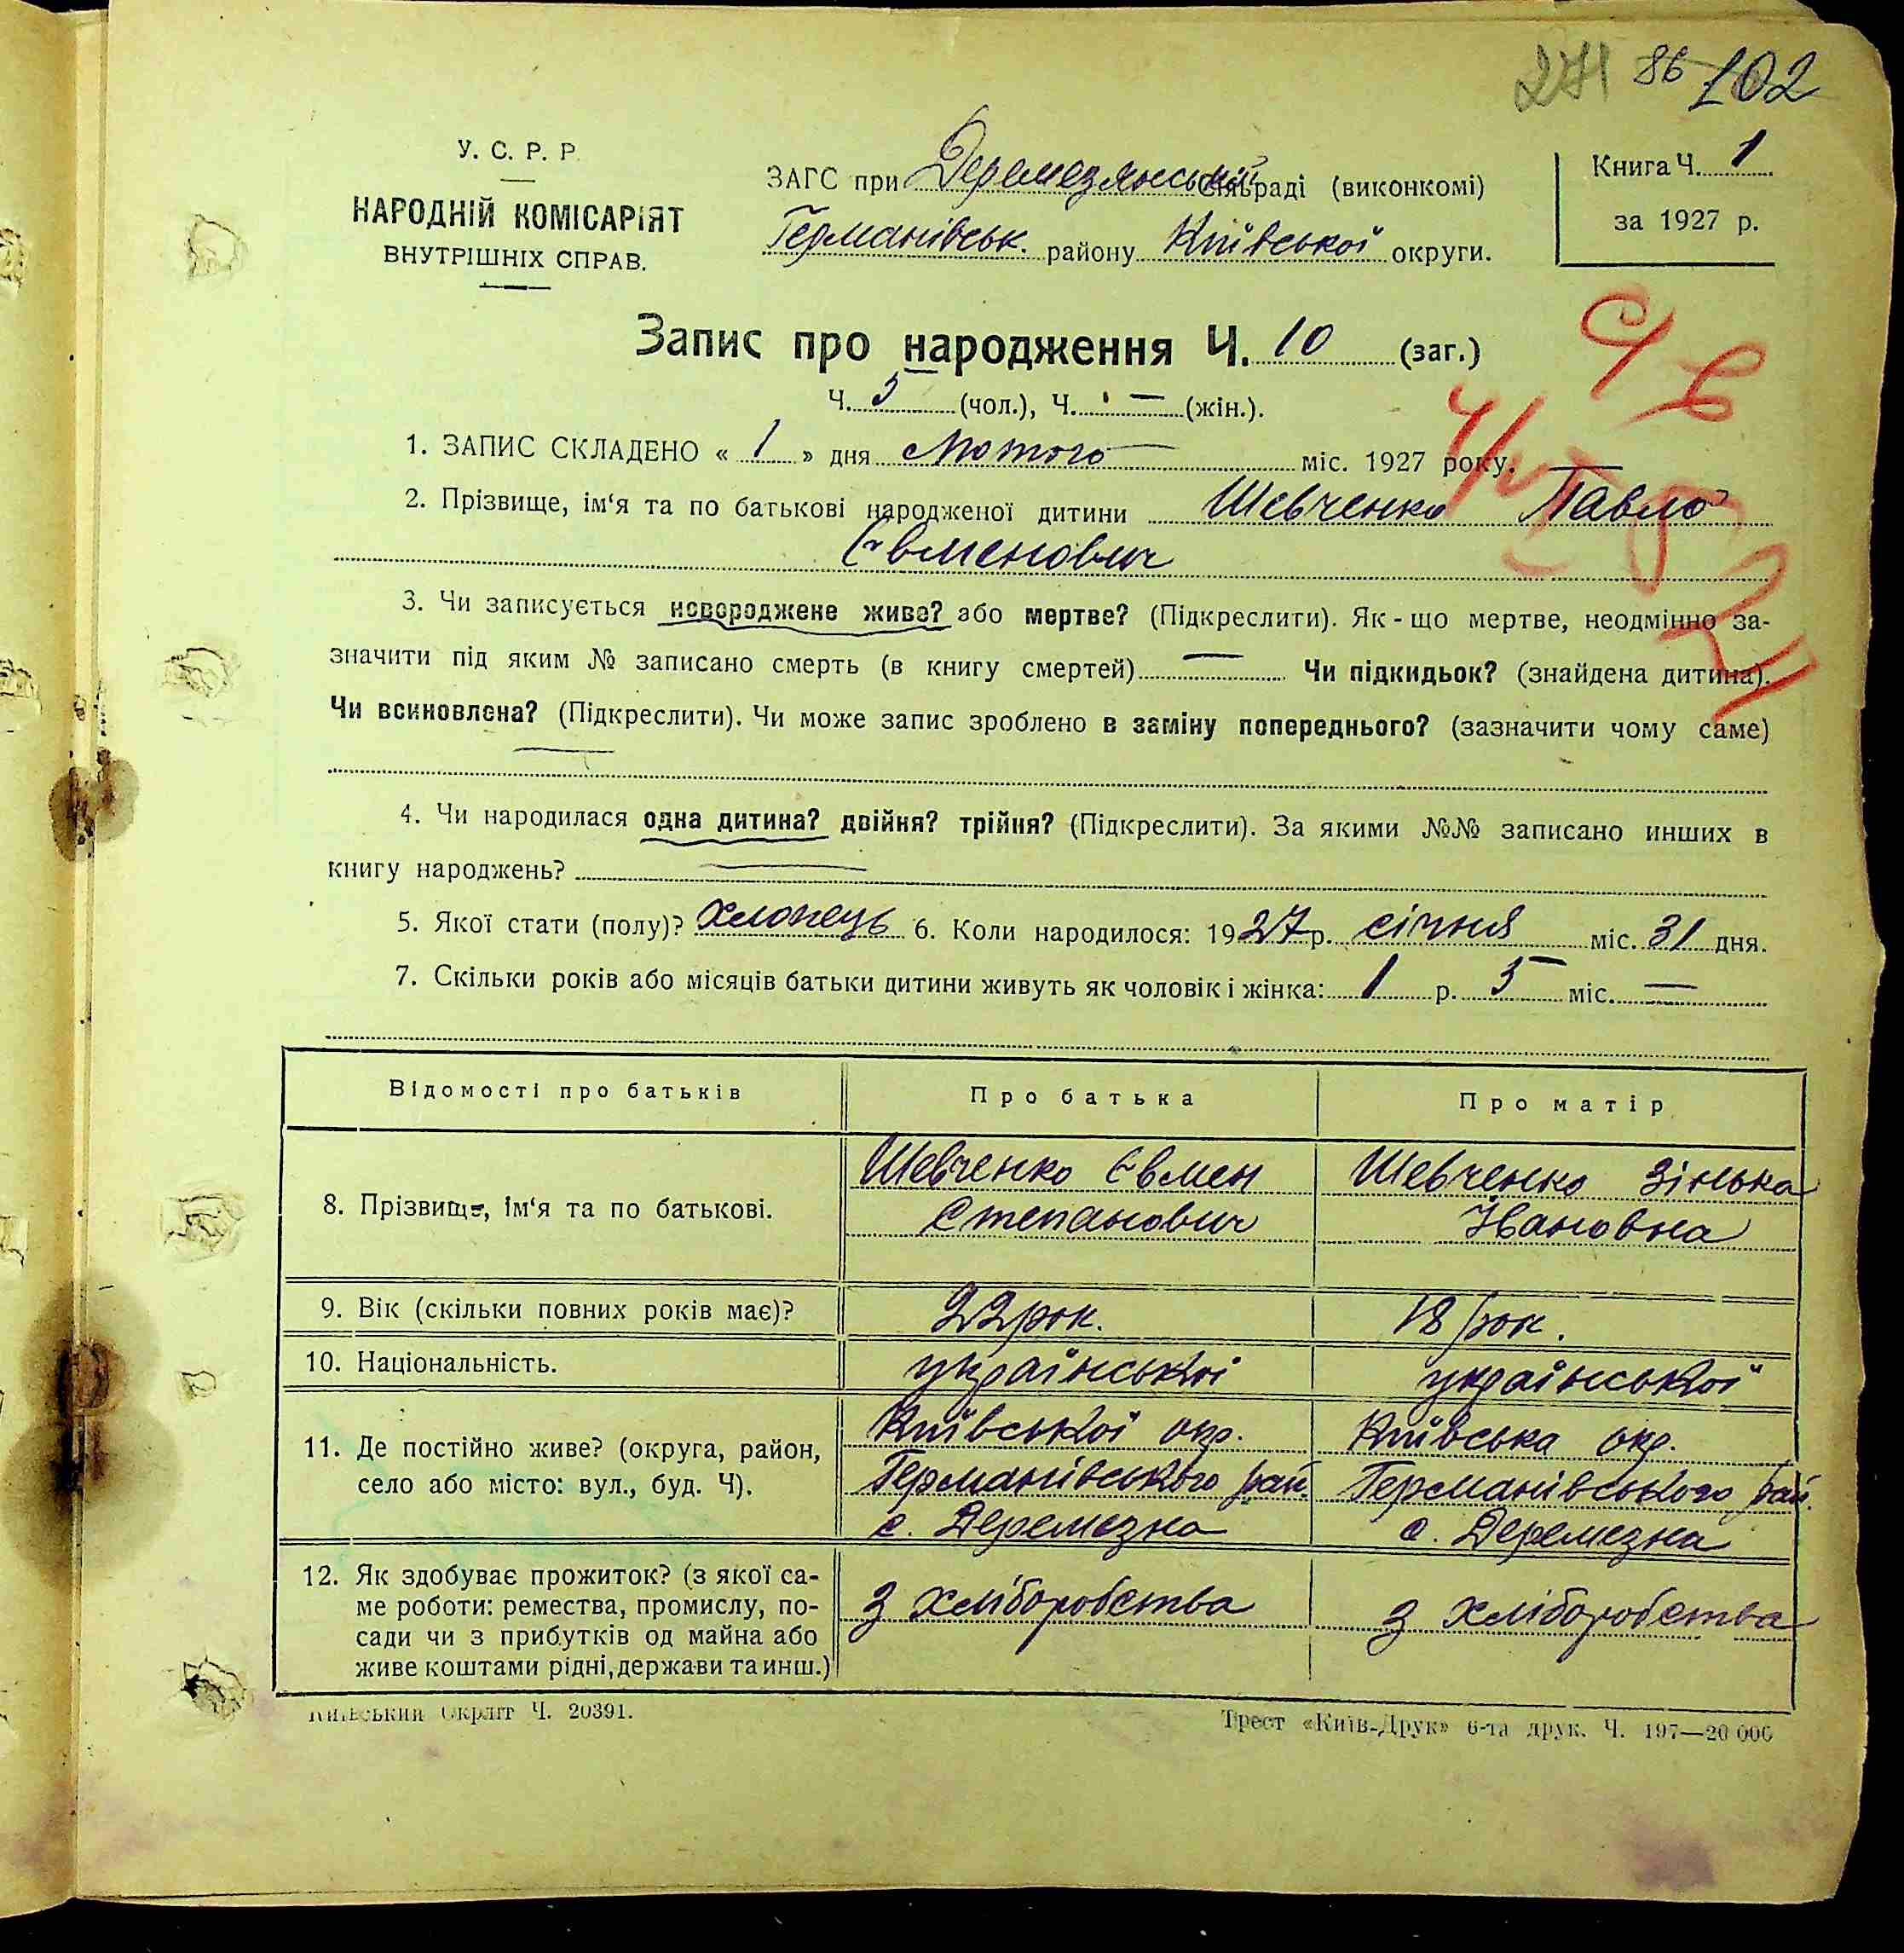 271 86 102
У. С. Р. Р.
НАРОДНІЙ КОМІСАРІЯТ
ВНУТРІШНІХ СПРАВ.
ЗАГС при Деремезянській сільраді (виконкомі)
Германівськ. району Київської округи.
Книга Ч. 1
за 1927 р.
Запис про народження Ч. 10 (заг.)
Ч. 5 (чол.), Ч. — (жін.).
1. ЗАПИС СКЛАДЕНО « 1 » дня Лютого міс. 1927 року.
2. Прізвище, ім‘я та по батькові народженої дитини Шевченко Павло
Євменович
3. Чи записується новороджене живе? або мертве? (Підкреслити). Як-що мертве, неодмінно за-
значити під яким № записано смерть (в книгу смертей) — Чи підкидьок? (знайдена дитина).
Чи всиновлена? (Підкреслити). Чи може запис зроблено в заміну попереднього? (зазначити чому саме)
—
4. Чи народилася одна дитина? двійня? трійня? (Підкреслити). За якими №№ записано инших в
книгу народжень? —
5. Якої стати (полу)? Хлопець 6. Коли народилося: 1927 р. січня міс. 31 дня.
7. Скільки років або місяців батьки дитини живуть як чоловік і жінка: 1 р. 5 міс. —
Відомості про батьків Про батька Про матір
8. Прізвище, ім‘я та по батькові.
Шевченко Євмен
Степанович
Шевченко Зінька
Івановна
9. Вік (скільки повних років має)? 22 рок. 18 рок.
10. Національність. української української
11. Де постійно живе? (округа, район,
село або місто: вул., буд. Ч).
Київської окр.
Германівського рай.
с. Деремезна
Київська окр.
Германівського рай.
с. Деремезна
12. Як здобуває прожиток? (з якої са-
ме роботи: ремества, промислу, по-
сади чи з прибутків од майна або
живе коштами рідні, держави та инш.)
З хліборобства
З хліборобства
Київський Окрліт Ч. 20391.
Трест «Київ-Друк» 6-та друк. Ч. 197—20 000